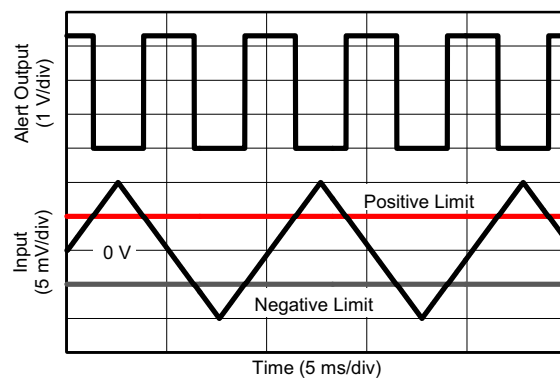 Alert Output
(1 V/div)
Positive Limit
Input
(5 mV/div)
0 V
Negative Limit
Time (5 ms/div)